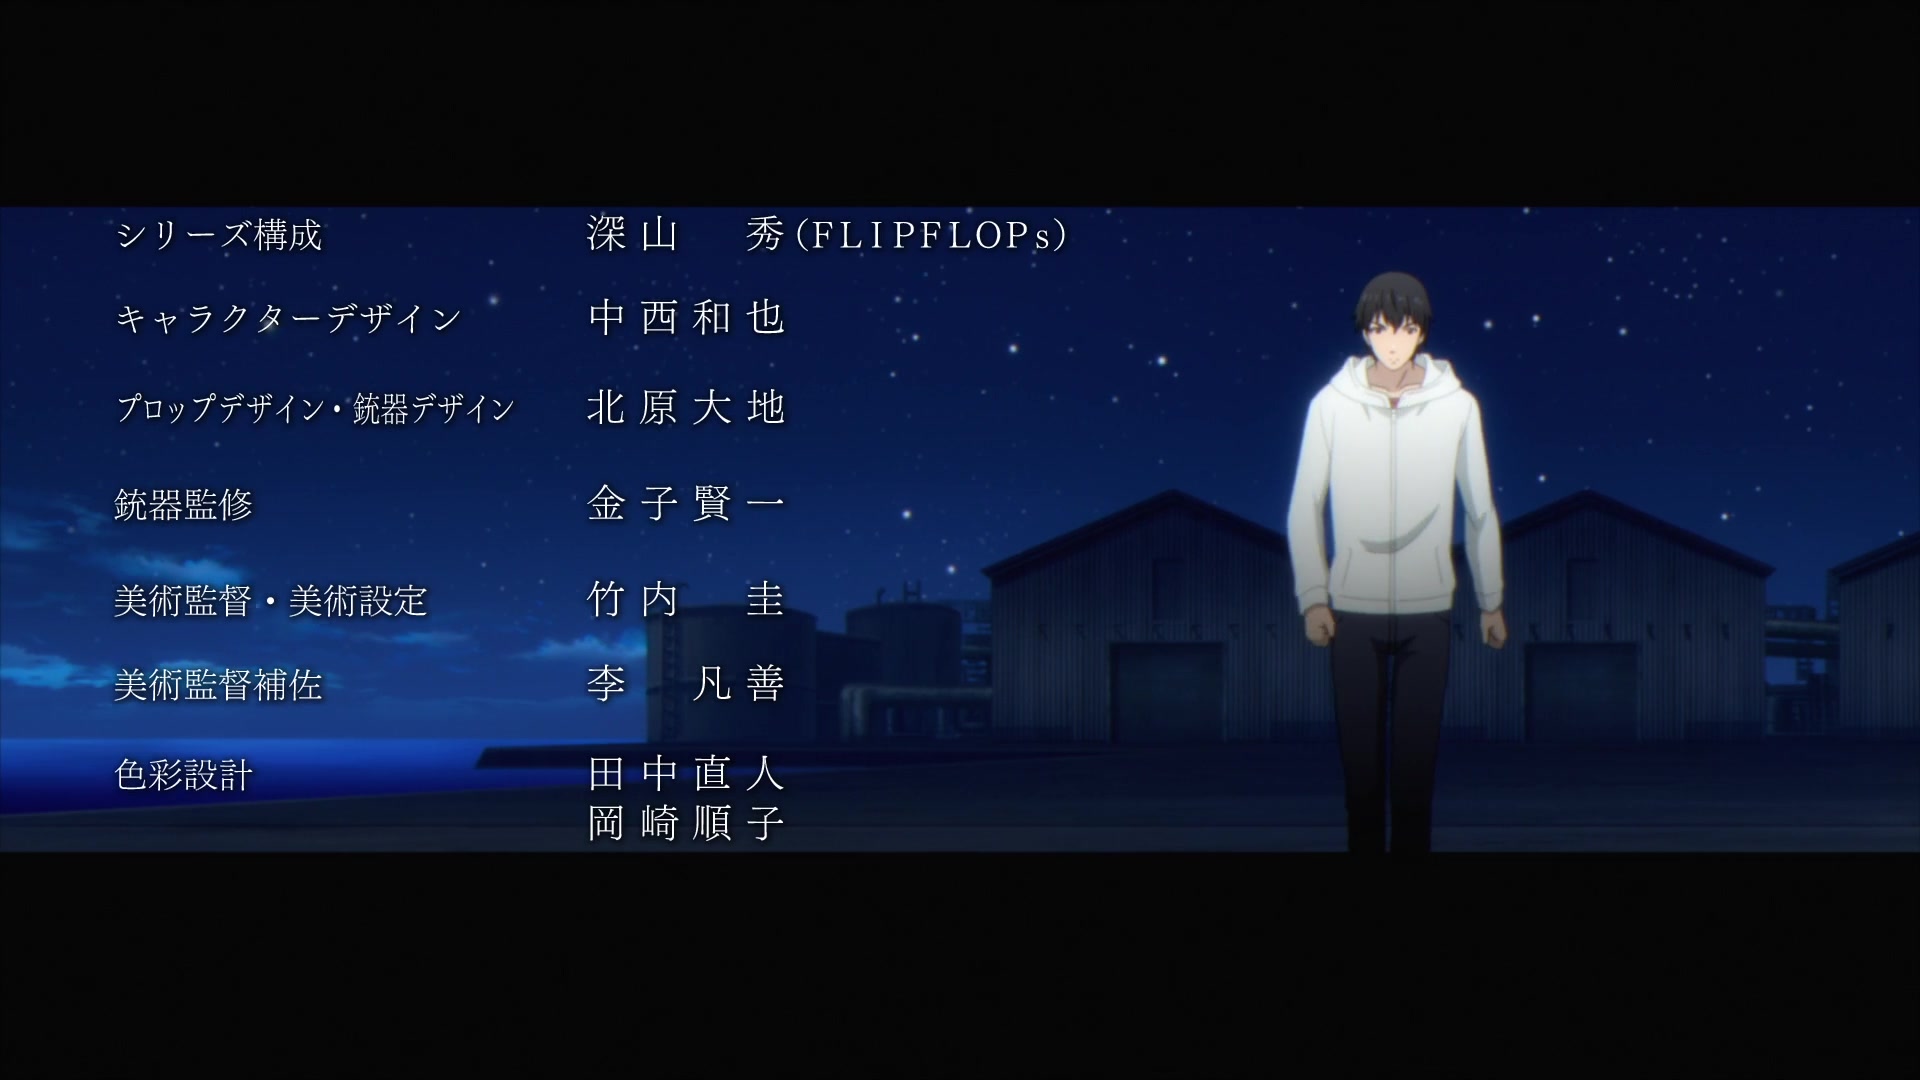 シリーズ構成 深山 秀(FLIPFLOPs)
キャラクターデザイン 中西和也
プロップデザイン・銃器デザイン 北原大地
銃器監修 金子賢一
美術監督・美術設定 竹内 圭
美術監督補佐 李 凡善
色彩設計 田中直人
岡崎順子